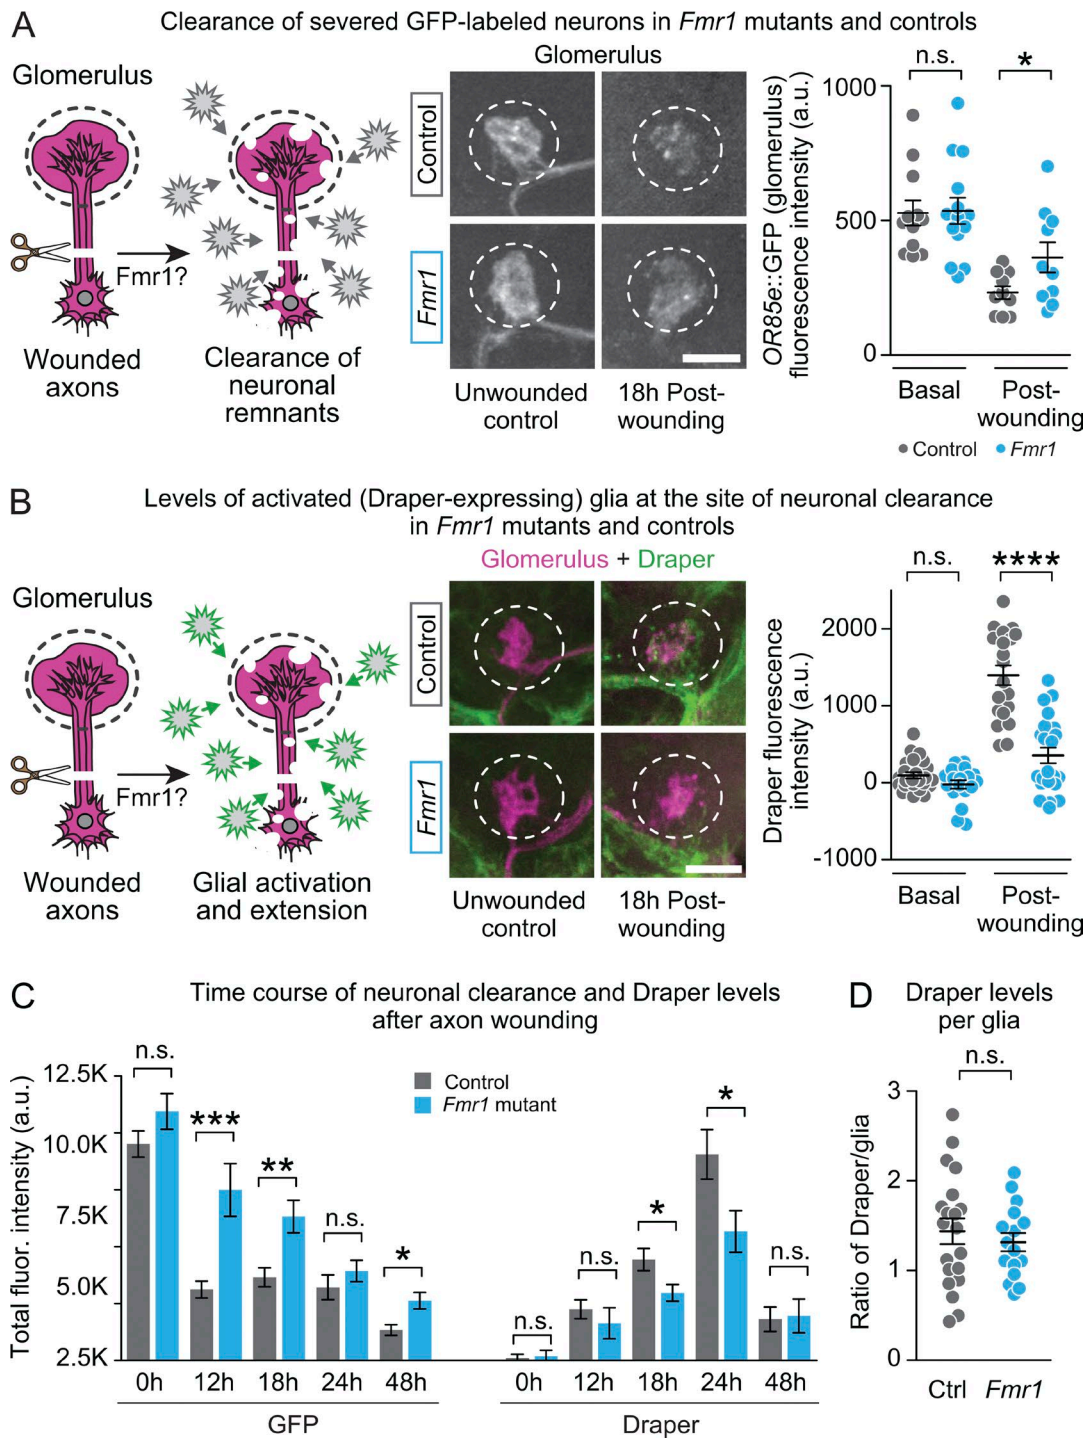 A
Clearance of severed GFP-labeled neurons in Fmr1 mutants and controls
Glomerulus
Fmr1?
Wounded
axons
Clearance of
neuronal
remnants
Glomerulus
Control
Fmr1
Unwounded
control
18h Post-
wounding
OR85e::GFP (glomerulus)
fluorescence intensity (a.u.)
n.s.
*
1000
500
0
Basal
Post-
wounding
Control
Fmr1
B
Levels of activated (Draper-expressing) glia at the site of neuronal clearance
in Fmr1 mutants and controls
Glomerulus
Fmr1?
Wounded
axons
Glial activation
and extension
Glomerulus + Draper
Control
Fmr1
Unwounded
control
18h Post-
wounding
Draper fluorescence
intensity (a.u.)
n.s.
****
2000
1000
0
-1000
Basal
Post-
wounding
C
Time course of neuronal clearance and Draper levels
after axon wounding
Total fluor. intensity (a.u.)
12.5K
10.0K
7.5K
5.0K
2.5K
n.s.
***
**
n.s.
*
Control
Fmr1 mutant
n.s.
n.s.
*
*
n.s.
0h
12h
18h
24h
48h
GFP
0h
12h
18h
24h
48h
Draper
D
Draper levels
per glia
n.s.
Ratio of Draper/glia
3
2
1
0
Ctrl
Fmr1